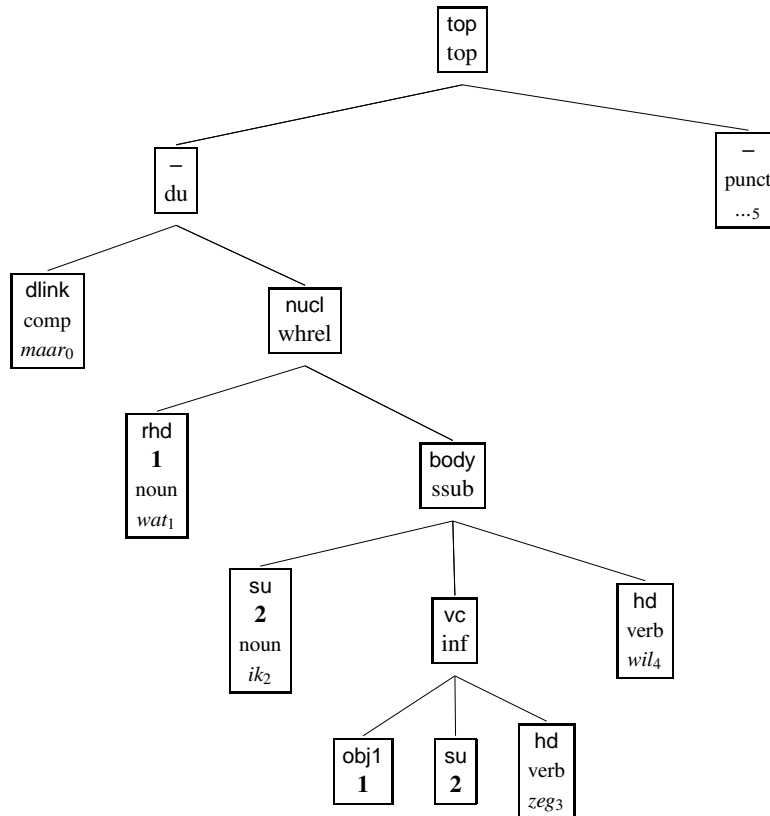 top
top
–
du
–
punct
...5
dlink
comp
maar0
nucl
whrel
rhd
1
noun
wat1
body
ssub
su
2
noun
ik2
vc
inf
hd
verb
wil4
obj1
1
su
2
hd
verb
zeg3